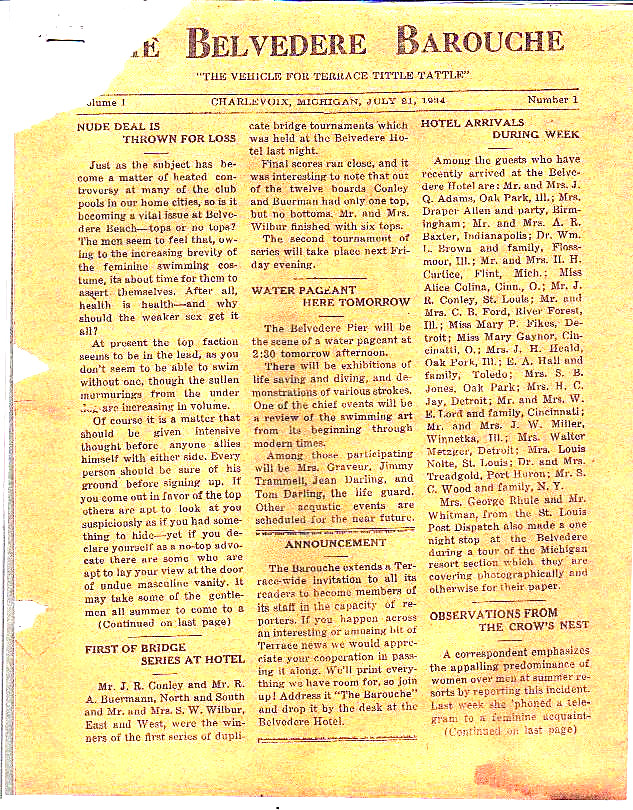 BELVEDERE BAROUCHE
"THE VEHICLE FOR TERRACE TITTLE TATTLE"
olume 1 CHARLEVOIX, MICHIGAN, JULY 21, 1934 Number 1
NUDE DEAL IS
THROWN FOR LOSS
Just as the subject has be-
come a matter of heated con-
troversy at many of the club
pools in our home cities, so is it
becoming a vital issue at Belve-
dere Beach—tops or no tops?
The men seem to feel that, ow-
ing to the increasing brevity of
the feminine swimming cos-
tume, its about time for them to
assert themselves. After all,
health is health—and why
should the weaker sex get it
all?
At present the top faction
seems to be in the lead, as you
don't seem to be able to swim
without one, though the sullen
murmurings from the under
dog are increasing in volume.
Of course it is a matter that
should be given intensive
thought before anyone allies
himself with either side. Every
person should be sure of his
ground before signing up. If
you come out in favor of the top
others are apt to look at you
suspiciously as if you had some-
thing to hide—yet if you de-
clare yourself as a no-top advo-
cate there are some who are
apt to lay your view at the door
of undue masculine vanity. It
may take some of the gentle-
men all summer to come to a
(Continued on last page)
FIRST OF BRIDGE
SERIES AT HOTEL
Mr. J. R. Conley and Mr. R.
A. Buermann, North and South
and Mr. and Mrs. S. W. Wilbur,
East and West, were the win-
ners of the first series of dupli-
cate bridge tournaments which
was held at the Belvedere Ho-
tel last night.
Final scores ran close, and it
was interesting to note that out
of the twelve boards Conley
and Buerman had only one top,
but no bottoms. Mr. and Mrs.
Wilbur finished with six tops.
The second tournament of
series will take place next Fri-
day evening.
WATER PAGEANT
HERE TOMORROW
The Belvedere Pier will be
the scene of a water pageant at
2:30 tomorrow afternoon.
There will be exhibitions of
life saving and diving, and de-
monstrations of various strokes.
One of the chief events will be
a review of the swimming art
from its beginning through
modern times.
Among those participating
will be Mrs. Graveur, Jimmy
Trammell, Jean Darling, and
Tom Darling, the life guard.
Other acquatic events are
scheduled for the near future.
ANNOUNCEMENT
The Barouche extends a Ter-
race-wide invitation to all its
readers to become members of
its staff in the capacity of re-
porters. If you happen across
an interesting or amusing bit of
Terrace news we would appre-
ciate your cooperation in pass-
ing it along. We'll print every-
thing we have room for, so join
up! Address it "The Barouche"
and drop it by the desk at the
Belvedere Hotel.
HOTEL ARRIVALS
DURING WEEK
Among the guests who have
recently arrived at the Belve-
dere Hotel are: Mr. and Mrs. J.
Q. Adams, Oak Park, Ill.; Mrs.
Draper Allen and party, Birm-
ingham; Mr. and Mrs. A. R.
Baxter, Indianapolis; Dr. Wm.
L. Brown and family, Floss-
moor, Ill.; Mr. and Mrs. H. H.
Curtice, Flint, Mich.; Miss
Alice Colina, Cinn., O.; Mr. J.
R. Conley, St. Louis; Mr. and
Mrs. C. B. Ford, River Forest,
Ill.; Miss Mary P. Fikes, De-
troit; Miss Mary Gaynor, Cin-
cinatti, O.; Mrs. J. H. Heald,
Oak Park, Ill.; E. A. Hall and
family, Toledo; Mrs. S. B.
Jones, Oak Park; Mrs. H. C.
Jay, Detroit; Mr. and Mrs. W.
E. Lord and family, Cincinnati;
Mr. and Mrs. J. W. Miller,
Winnetka, Ill.; Mrs. Walter
Metzger, Detroit; Mrs. Louis
Nolte, St. Louis; Dr. and Mrs.
Treadgold, Port Huron; Mr. S.
C. Wood and family, N. Y.
Mrs. George Rhule and Mr.
Whitman, from the St. Louis
Post Dispatch also made a one
night stop at the Belvedere
during a tour of the Michigan
resort section which they are
covering photographically and
otherwise for their paper.
OBSERVATIONS FROM
THE CROW'S NEST
A correspondent emphasizes
the appalling predominance of
women over men at summer re-
sorts by reporting this incident.
Last week she 'phoned a tele-
gram to a feminine acquaint-
(Continued on last page)